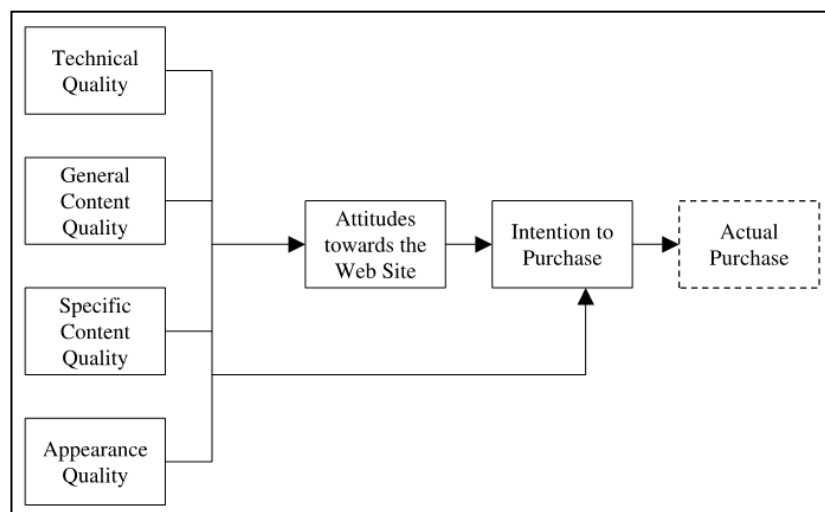 Technical
Quality
General
Content
Quality
Specific
Content
Quality
Appearance
Quality
Attitudes
towards the
Web Site
Intention to
Purchase
Actual
Purchase